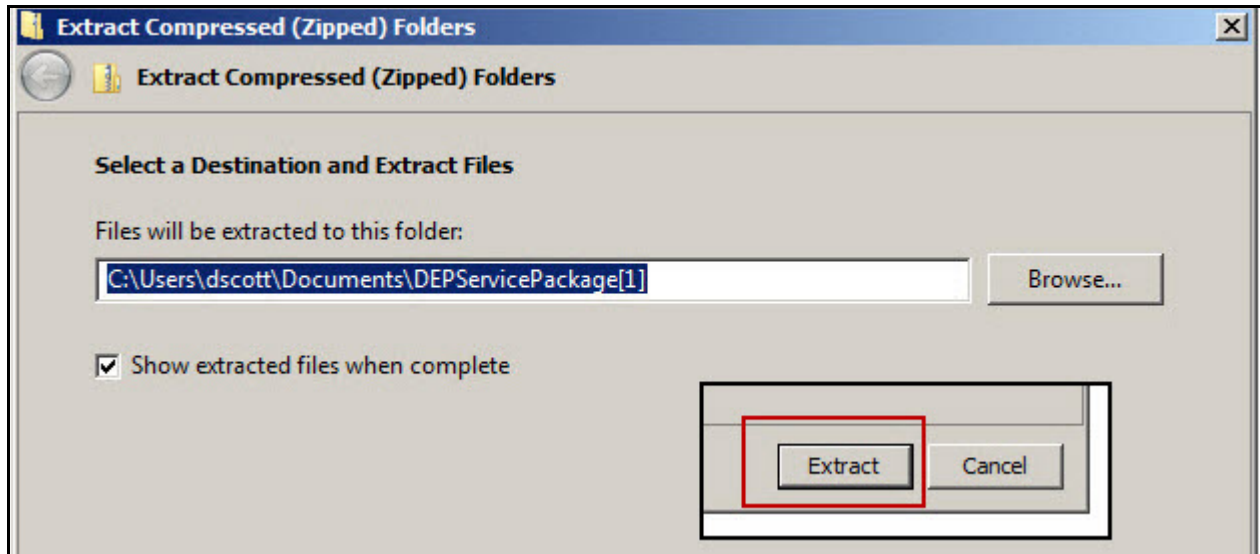 Extract Compressed (Zipped) Folders
Extract Compressed (Zipped) Folders
Select a Destination and Extract Files
Files will be extracted to this folder:
C:\Users\dscott\Documents\DEPServicePackage[1]
Browse...
Show extracted files when complete
Extract Cancel